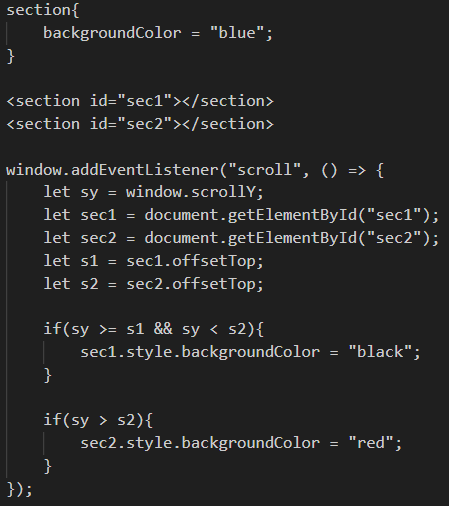 section{
    backgroundColor = "blue";
}
<section id="sec1"></section>
<section id="sec2"></section>
window.addEventListener("scroll", () => {
    let sy = window.scrollY;
    let sec1 = document.getElementById("sec1");
    let sec2 = document.getElementById("sec2");
    let s1 = sec1.offsetTop;
    let s2 = sec2.offsetTop;
    if(sy >= s1 && sy < s2){
        sec1.style.backgroundColor = "black";
    }
    if(sy > s2){
        sec2.style.backgroundColor = "red";
    }
});